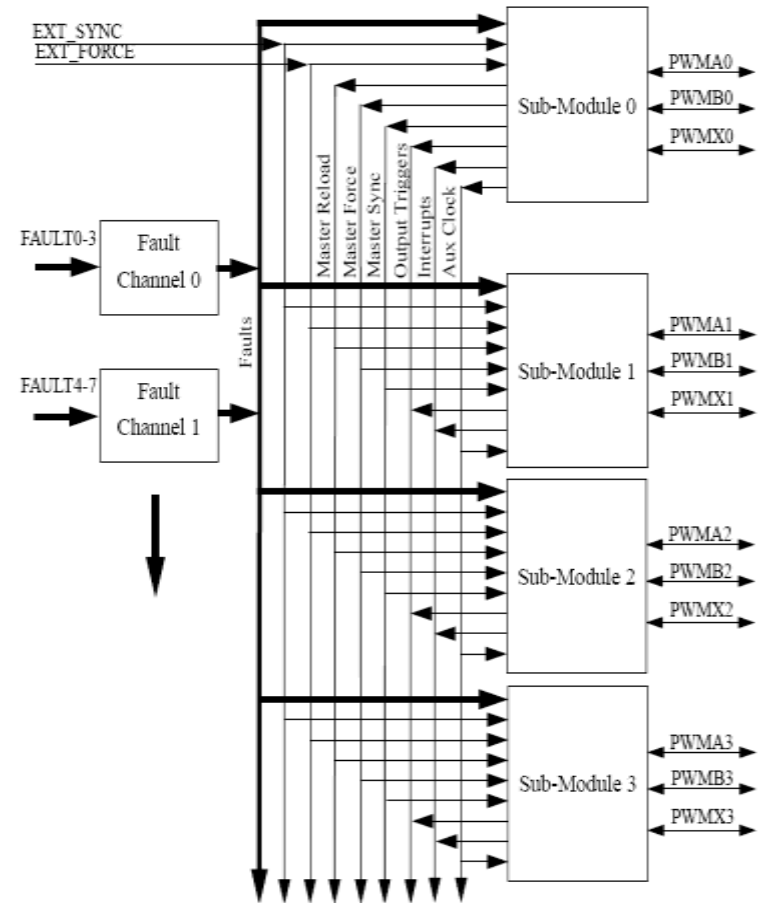 EXT_SYNC
EXT_FORCE
Sub-Module 0
PWMA0
PWMB0
PWMX0
Master Reload
Master Force
Master Sync
Output Triggers
Interrupts
Aux Clock
FAULT0-3
Fault
Channel 0
Faults
Sub-Module 1
PWMA1
PWMB1
PWMX1
FAULT4-7
Fault
Channel 1
Sub-Module 2
PWMA2
PWMB2
PWMX2
Sub-Module 3
PWMA3
PWMB3
PWMX3